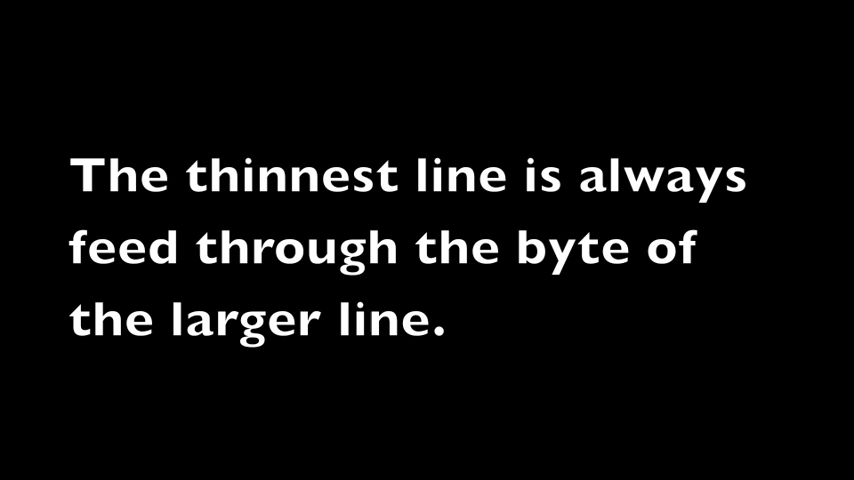 The thinnest line is always
feed through the byte of
the larger line.